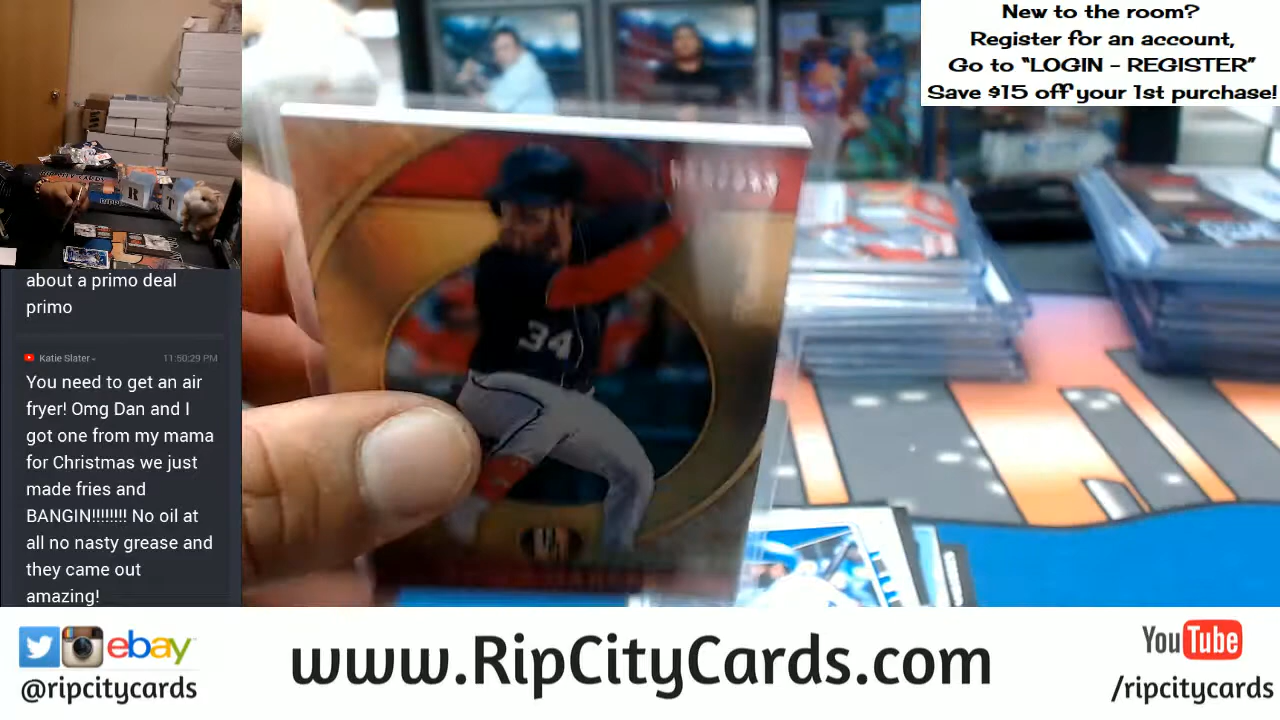 New to the room?
Register for an account,
Go to “LOGIN - REGISTER”
Save $15 off your 1st purchase!
about a primo deal
primo
Katie Slater
11:50:29 PM
You need to get an air
fryer! Omg Dan and I
got one from my mama
for Christmas we just
made fries and
BANGIN!!!!!!!! No oil at
all no nasty grease and
they came out
amazing!
34
ebay
@ripcitycards
www.RipCityCards.com
YouTube
/ripcitycards